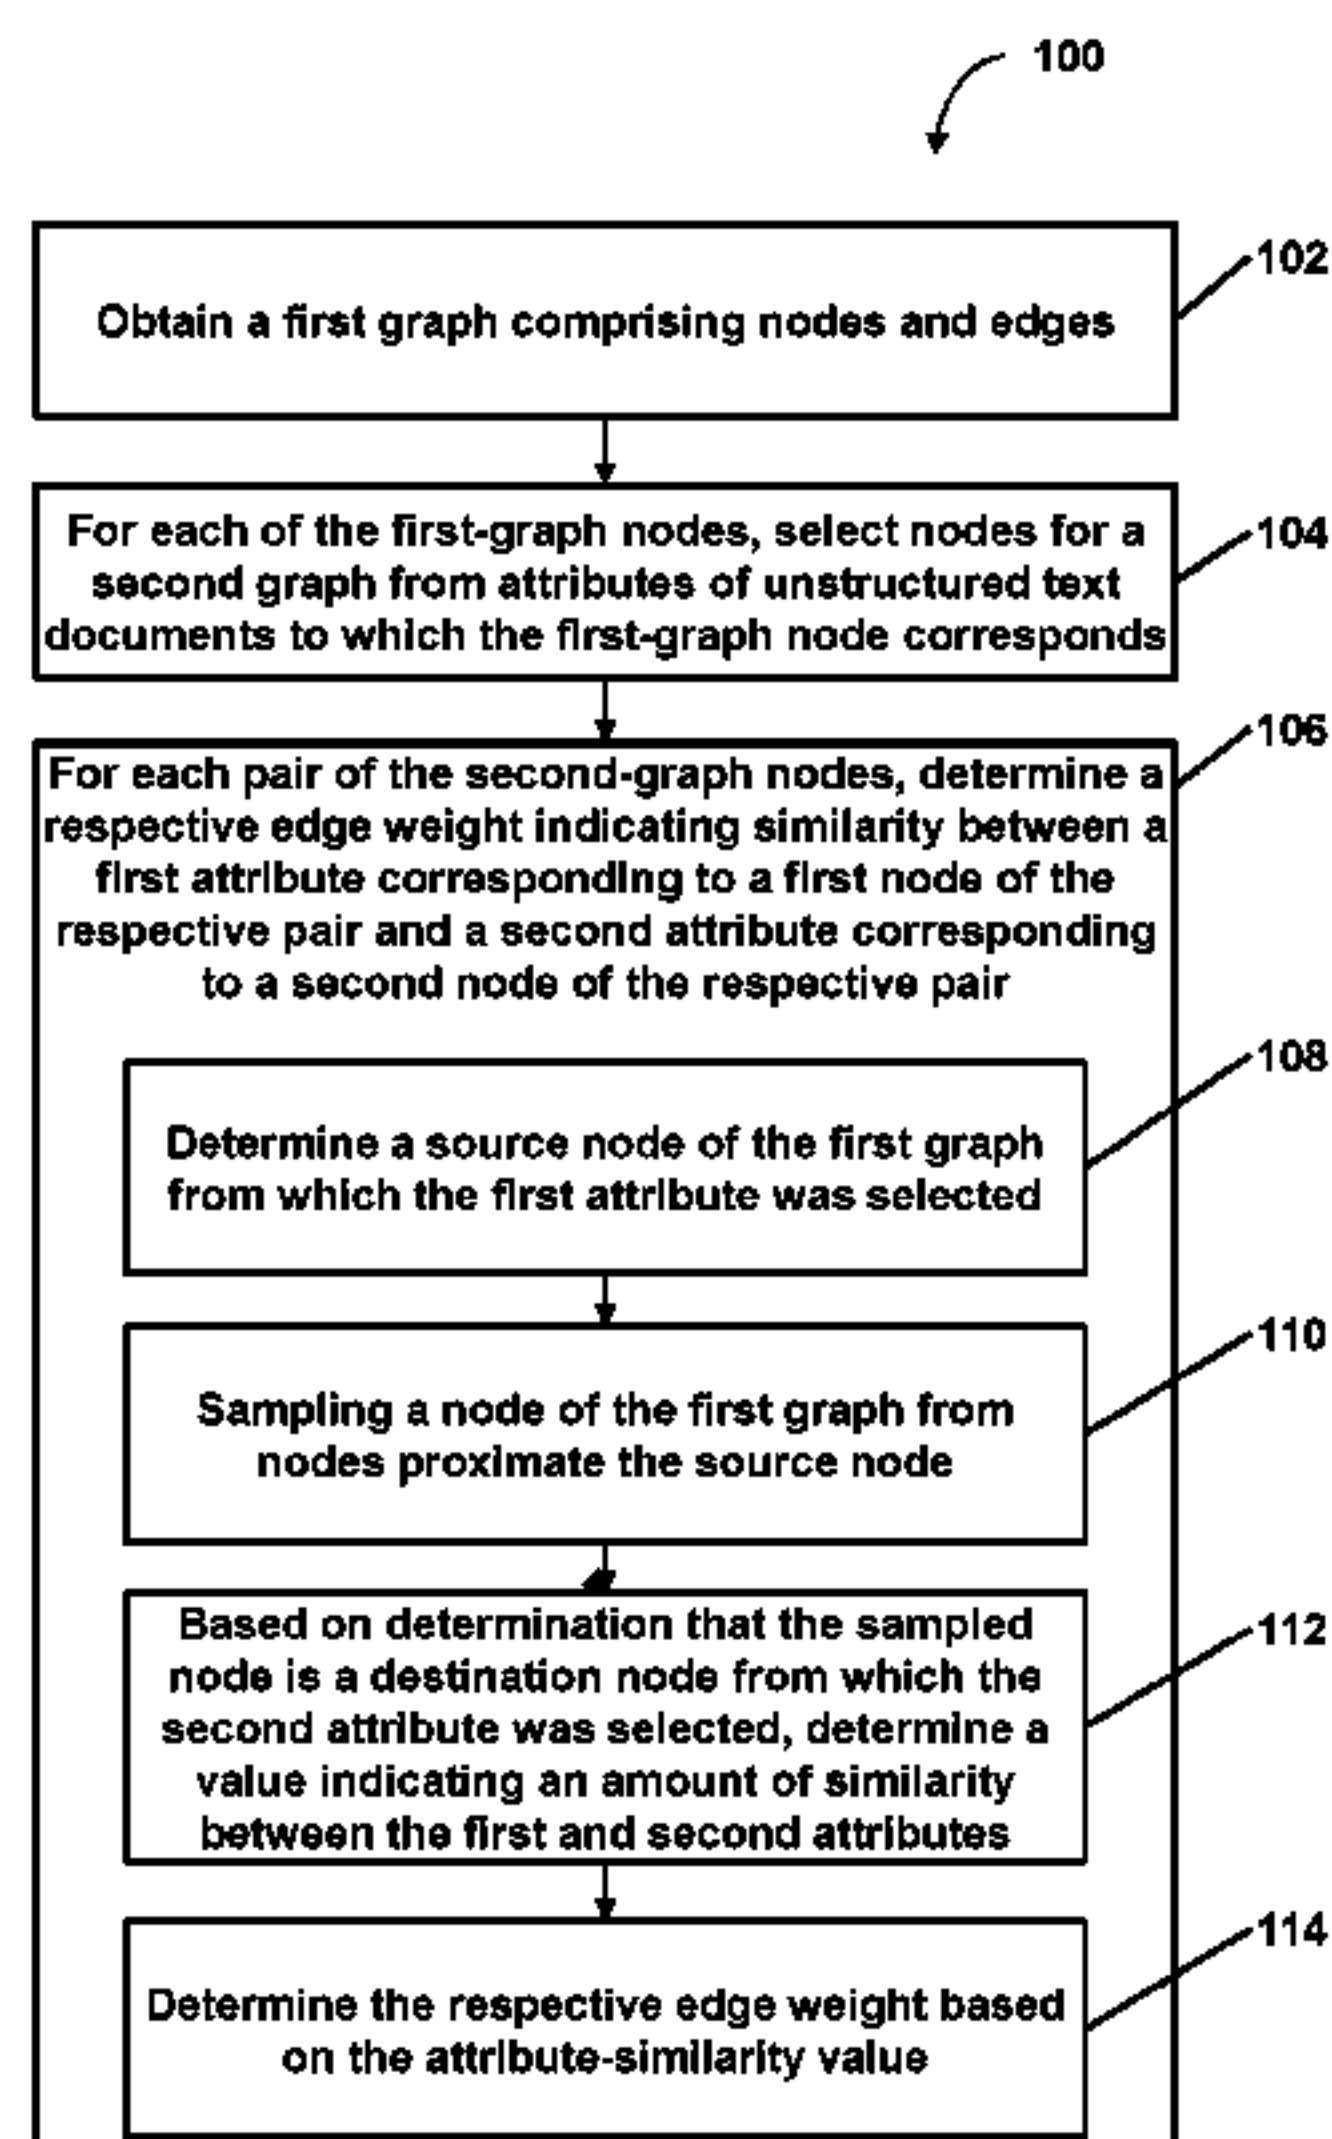 100
102
Obtain a first graph comprising nodes and edges
104
For each of the first-graph nodes, select nodes for a
second graph from attributes of unstructured text
documents to which the first-graph node corresponds
106
For each pair of the second-graph nodes, determine a
respective edge weight indicating similarity between a
first attribute corresponding to a first node of the
respective pair and a second attribute corresponding
to a second node of the respective pair
108
Determine a source node of the first graph
from which the first attribute was selected
110
Sampling a node of the first graph from
nodes proximate the source node
112
Based on determination that the sampled
node is a destination node from which the
second attribute was selected, determine a
value indicating an amount of similarity
between the first and second attributes
114
Determine the respective edge weight based
on the attribute-similarity value